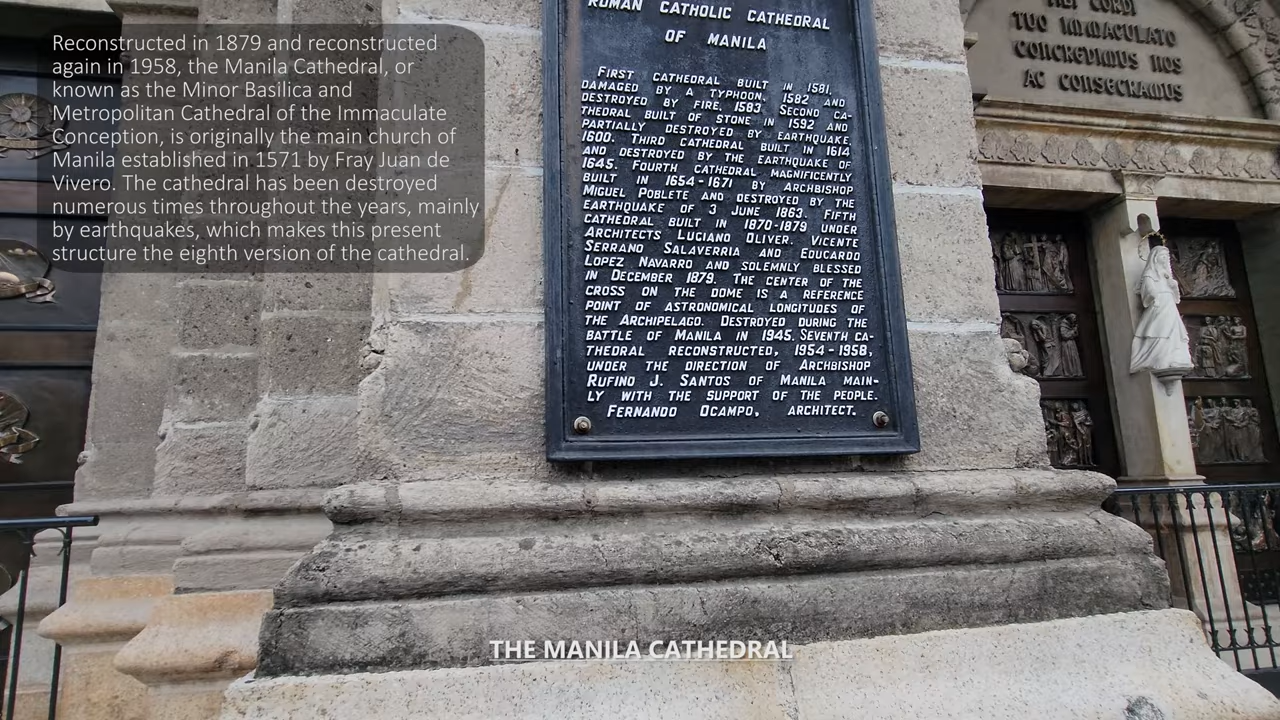 Reconstructed in 1879 and reconstructed
again in 1958, the Manila Cathedral, or
known as the Minor Basilica and
Metropolitan Cathedral of the Immaculate
Conception, is originally the main church of
Manila established in 1571 by Fray Juan de
Vivero. The cathedral has been destroyed
numerous times throughout the years, mainly
by earthquakes, which makes this present
structure the eighth version of the cathedral.
ROMAN CATHOLIC CATHEDRAL
OF MANILA
FIRST CATHEDRAL BUILT IN 1581,
DAMAGED BY A TYPHOON, 1582 AND
DESTROYED BY FIRE, 1583. SECOND CA-
THEDRAL BUILT OF STONE IN 1592 AND
PARTIALLY DESTROYED BY EARTHQUAKE,
1600. THIRD CATHEDRAL BUILT IN 1614
AND DESTROYED BY THE EARTHQUAKE OF
1645. FOURTH CATHEDRAL MAGNIFICENTLY
BUILT IN 1654-1671 BY ARCHBISHOP
MIGUEL POBLETE AND DESTROYED BY THE
EARTHQUAKE OF 3 JUNE 1863. FIFTH
CATHEDRAL BUILT IN 1870-1879 UNDER
ARCHITECTS LUCIANO OLIVER, VICENTE
SERRANO SALAVERRIA AND EDUCARDO
LOPEZ NAVARRO AND SOLEMNLY BLESSED
IN DECEMBER 1879. THE CENTER OF THE
CROSS ON THE DOME IS A REFERENCE
POINT OF ASTRONOMICAL LONGITUDES OF
THE ARCHIPELAGO. DESTROYED DURING THE
BATTLE OF MANILA IN 1945. SEVENTH CA-
THEDRAL RECONSTRUCTED, 1954-1958,
UNDER THE DIRECTION OF ARCHBISHOP
RUFINO J. SANTOS OF MANILA MAIN-
LY WITH THE SUPPORT OF THE PEOPLE.
FERNANDO OCAMPO, ARCHITECT.
CORDI
TUO IMMACULATO
CONCREDIMUS NOS
AC CONSECRAMUS
THE MANILA CATHEDRAL